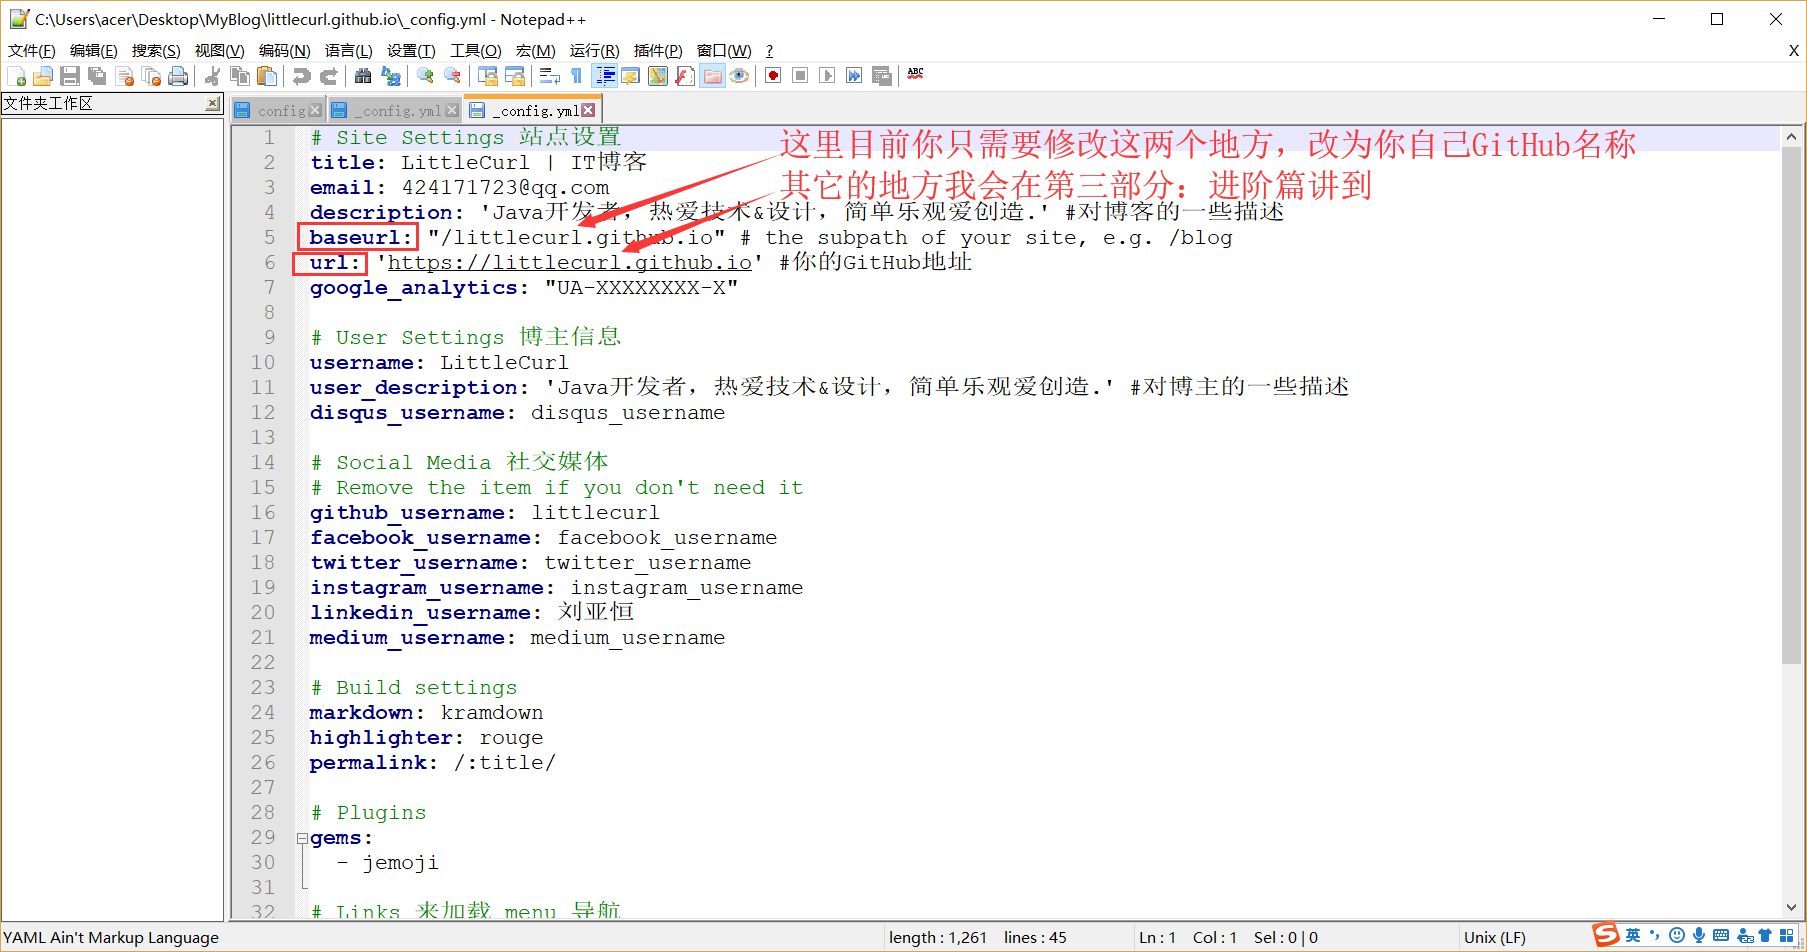 C:\Users\acer\Desktop\MyBlog\littlecurl.github.io\_config.yml - Notepad++
文件(F) 编辑(E) 搜索(S) 视图(V) 编码(N) 语言(L) 设置(T) 工具(O) 宏(M) 运行(R) 插件(P) 窗口(W) ? X
ABC
文件夹工作区
config _config.yml _config.yml
这里目前你只需要修改这两个地方，改为你自己GitHub名称
其它的地方我会在第三部分：进阶篇讲到
1 # Site Settings 站点设置
2 title: LittleCurl | IT博客
3 email: 424171723@qq.com
4 description: 'Java开发者，热爱技术&设计，简单乐观爱创造.' #对博客的一些描述
5 baseurl: "/littlecurl.github.io" # the subpath of your site, e.g. /blog
6 url: 'https://littlecurl.github.io' #你的GitHub地址
7 google_analytics: "UA-XXXXXXXX-X"
8
9 # User Settings 博主信息
10 username: LittleCurl
11 user_description: 'Java开发者，热爱技术&设计，简单乐观爱创造.' #对博主的一些描述
12 disqus_username: disqus_username
13
14 # Social Media 社交媒体
15 # Remove the item if you don't need it
16 github_username: littlecurl
17 facebook_username: facebook_username
18 twitter_username: twitter_username
19 instagram_username: instagram_username
20 linkedin_username: 刘亚恒
21 medium_username: medium_username
22
23 # Build settings
24 markdown: kramdown
25 highlighter: rouge
26 permalink: /:title/
27
28 # Plugins
29 gems:
30 - jemoji
31
32 # Links 来加载 menu 导航
YAML Ain't Markup Language length : 1,261 lines : 45 Ln : 1 Col : 1 Sel : 0 | 0 Unix (LF) 英